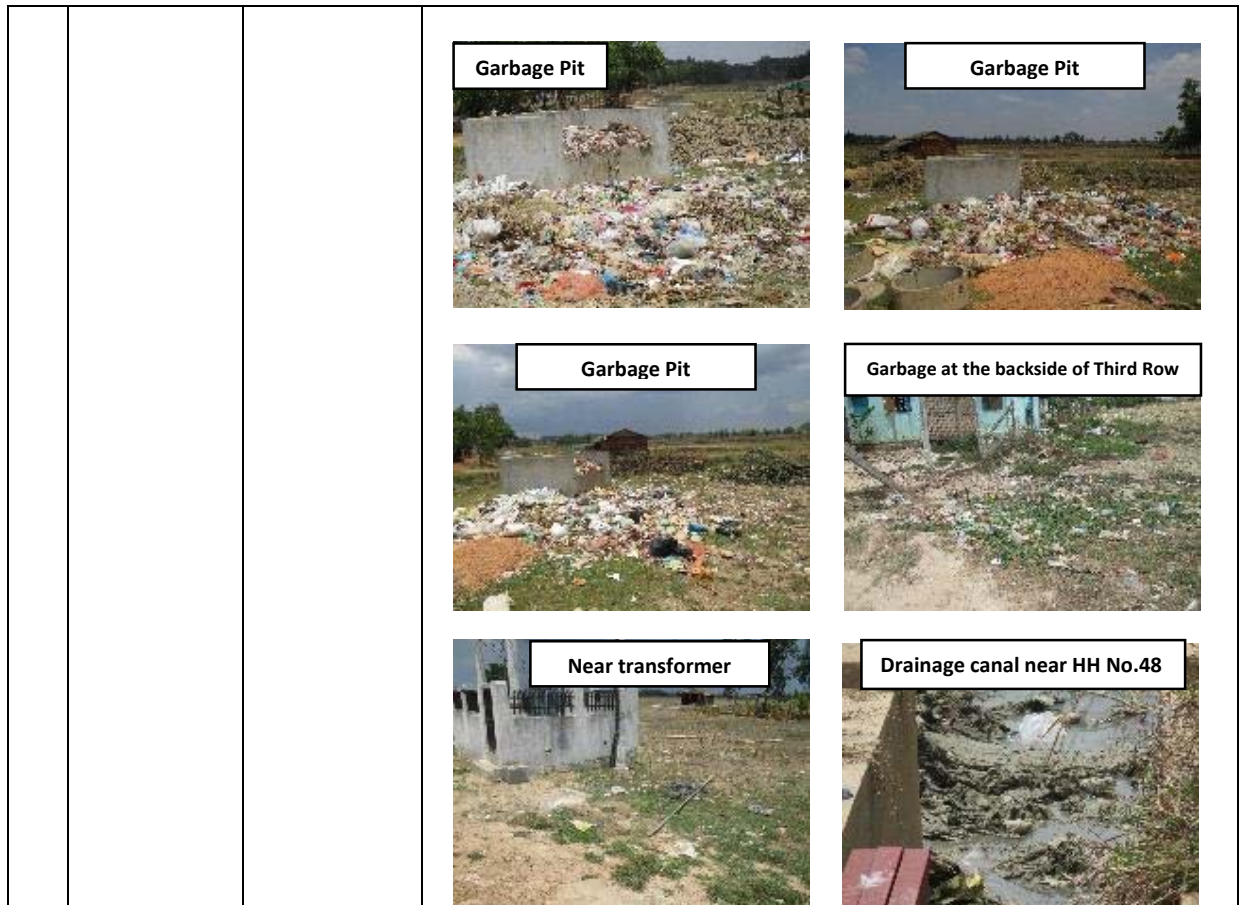 Garbage Pit
Garbage Pit
Garbage Pit
Garbage at the backside of Third Row
Near transformer
Drainage canal near HH No.48